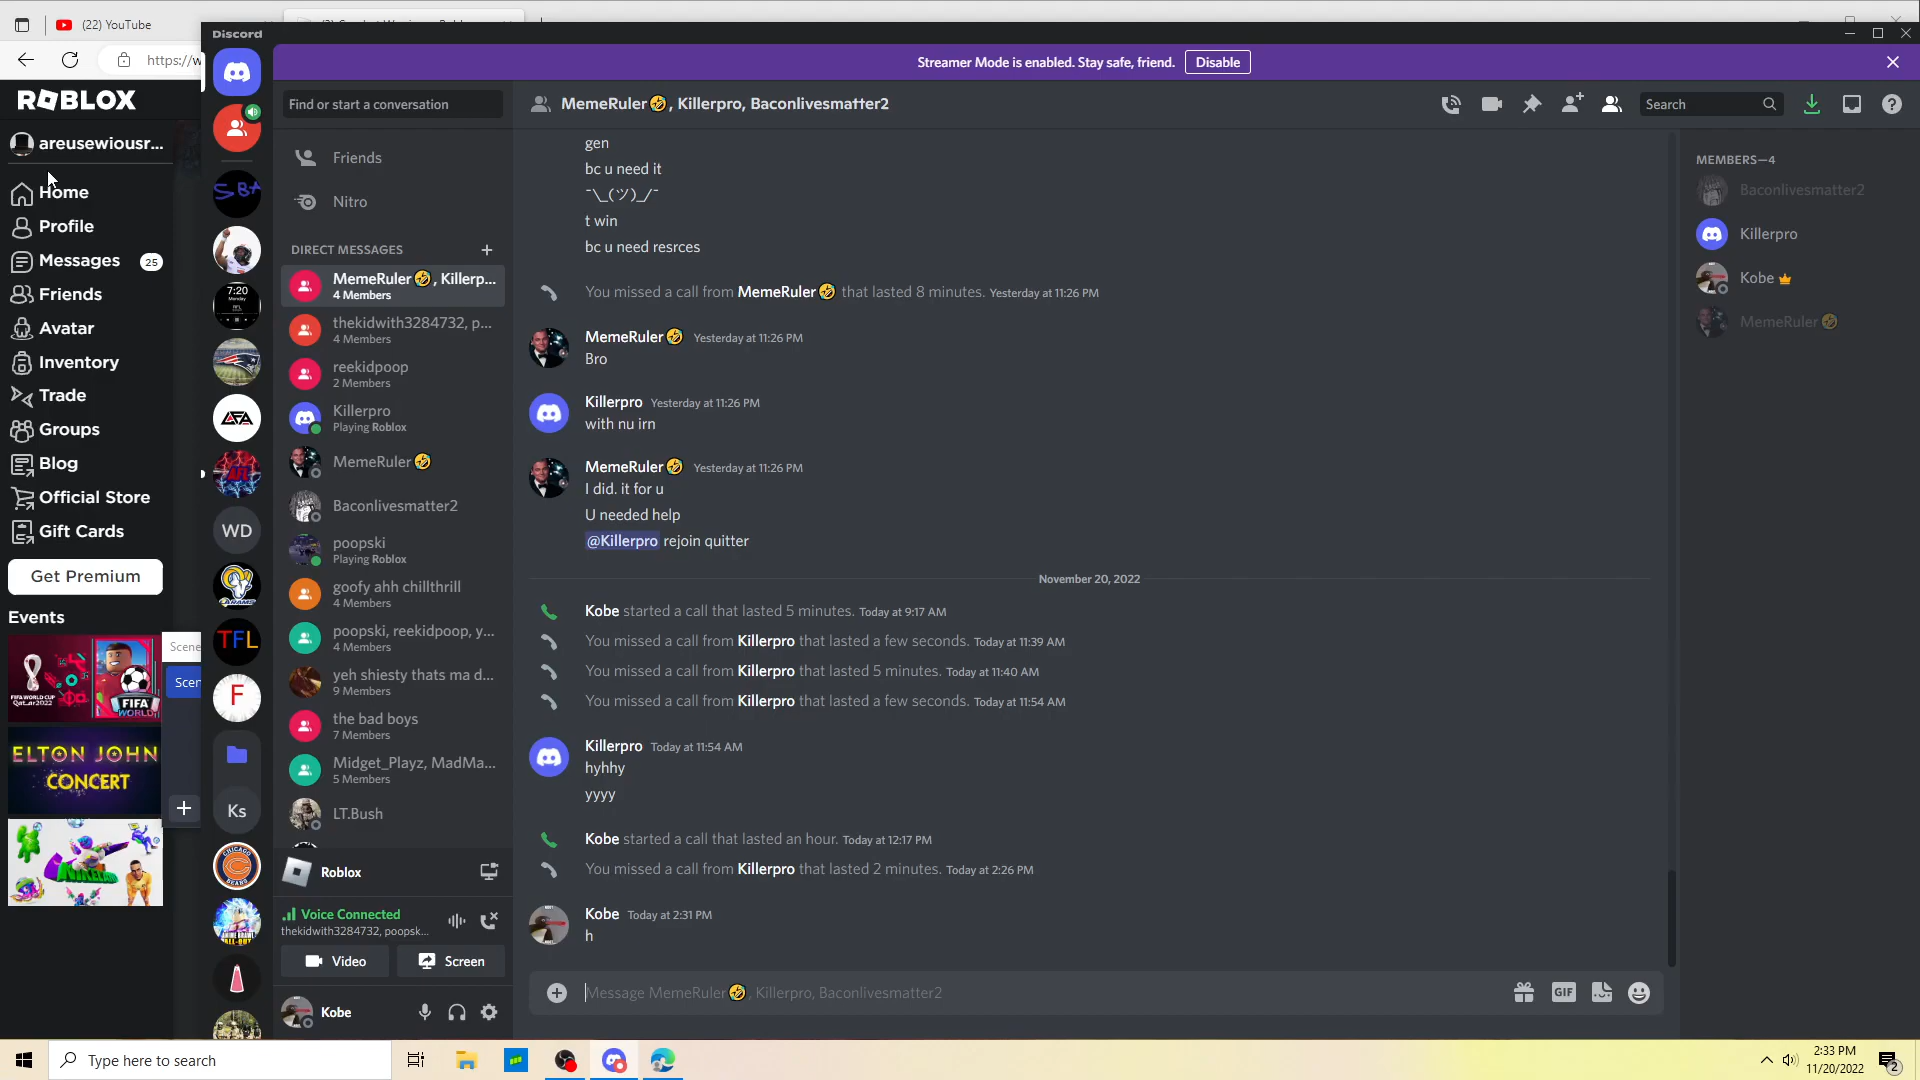 (22) YouTube
https://w
ROBLOX
areusewiousr...
Home
Profile
Messages 25
Friends
Avatar
Inventory
Trade
Groups
Blog
Official Store
Gift Cards
Get Premium
Events
FIFA WORLD CUP
Qatar2022
FIFA
WORLD
ELTON JOHN
CONCERT
Scene
Scen
Discord
Streamer Mode is enabled. Stay safe, friend. Disable
7:20
Monday
WD
TFL
F
Ks
Find or start a conversation
Friends
Nitro
DIRECT MESSAGES
MemeRuler🤣, Killerp...
4 Members
thekidwith3284732, p...
4 Members
reekidpoop
2 Members
Killerpro
Playing Roblox
MemeRuler🤣
Baconlivesmatter2
poopski
Playing Roblox
goofy ahh chillthrill
4 Members
poopski, reekidpoop, y...
4 Members
yeh shiesty thats ma d...
9 Members
the bad boys
7 Members
Midget_Playz, MadMa...
5 Members
LT.Bush
Roblox
Voice Connected
thekidwith3284732, poopsk...
Video
Screen
Kobe
MemeRuler🤣, Killerpro, Baconlivesmatter2
Search
gen
bc u need it
¯\_(ツ)_/¯
t win
bc u need resrces
You missed a call from MemeRuler🤣 that lasted 8 minutes. Yesterday at 11:26 PM
MemeRuler🤣 Yesterday at 11:26 PM
Bro
Killerpro Yesterday at 11:26 PM
with nu irn
MemeRuler🤣 Yesterday at 11:26 PM
I did. it for u
U needed help
@Killerpro rejoin quitter
November 20, 2022
Kobe started a call that lasted 5 minutes. Today at 9:17 AM
You missed a call from Killerpro that lasted a few seconds. Today at 11:39 AM
You missed a call from Killerpro that lasted 5 minutes. Today at 11:40 AM
You missed a call from Killerpro that lasted a few seconds. Today at 11:54 AM
Killerpro Today at 11:54 AM
hyhhy
yyyy
Kobe started a call that lasted an hour. Today at 12:17 PM
You missed a call from Killerpro that lasted 2 minutes. Today at 2:26 PM
Kobe Today at 2:31 PM
h
Message MemeRuler🤣, Killerpro, Baconlivesmatter2
GIF
MEMBERS—4
Baconlivesmatter2
Killerpro
Kobe
MemeRuler🤣
Type here to search
2:33 PM
11/20/2022
2